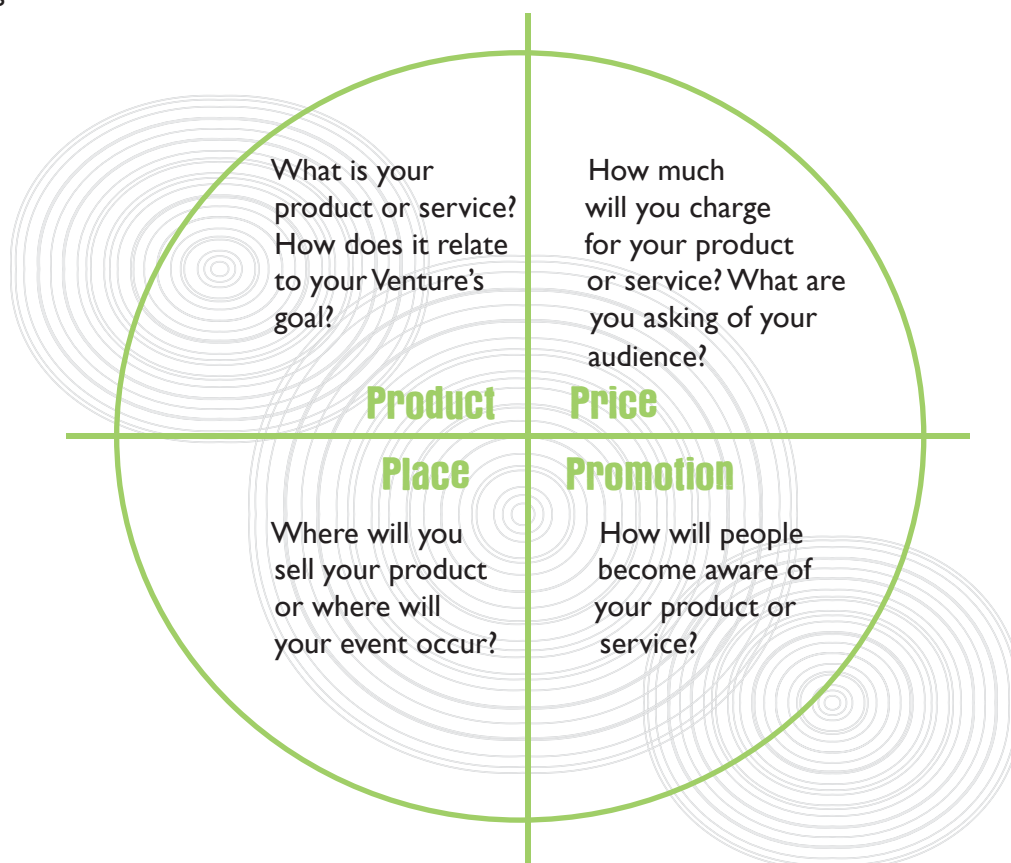 What is your
product or service?
How does it relate
to your Venture's
goal?
Product
How much
will you charge
for your product
or service? What are
you asking of your
audience?
Price
Place
Where will you
sell your product
or where will
your event occur?
Promotion
How will people
become aware of
your product or
service?